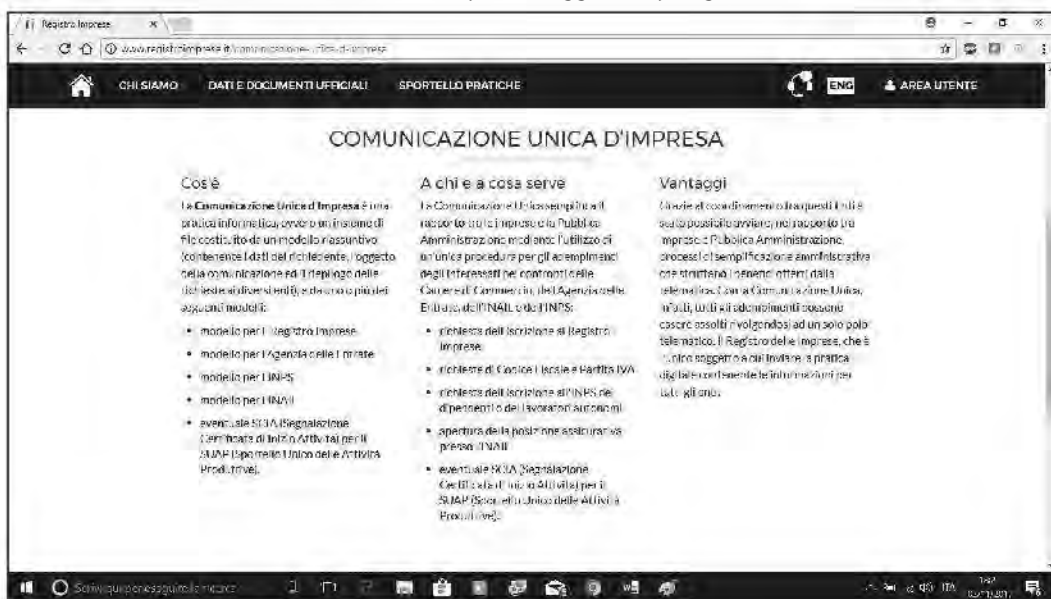 Registro Imprese
www.registroimprese.it/comunicazione-unica-d-impresa
CHI SIAMO DATI E DOCUMENTI UFFICIALI SPORTELLO PRATICHE ENG AREA UTENTE
COMUNICAZIONE UNICA D'IMPRESA
Cos'è
La Comunicazione Unica d'Impresa è una
pratica informatica, ovvero un insieme di
file costituito da un modello riassuntivo
(contenente i dati del richiedente, l'oggetto
della comunicazione ed il riepilogo delle
richieste ai diversi enti), e da uno o più dei
seguenti modelli:
• modello per il Registro Imprese
• modello per l'Agenzia delle Entrate
• modello per l'INPS
• modello per l'INAIL
• eventuale SCIA (Segnalazione
Certificata di Inizio Attività) per il
SUAP (Sportello Unico delle Attività
Produttive).
A chi e a cosa serve
La Comunicazione Unica semplifica il
rapporto tra le imprese e la Pubblica
Amministrazione mediante l'utilizzo di
un'unica procedura per gli adempimenti
degli interessati nei confronti delle
Camere di Commercio, dell'Agenzia delle
Entrate, dell'INAIL e dell'INPS:
• richiesta dell'iscrizione al Registro
Imprese
• richiesta di Codice Fiscale e Partita IVA
• richiesta dell'iscrizione all'INPS dei
dipendenti o dei lavoratori autonomi
• apertura della posizione assicurativa
presso l'INAIL
• eventuale SCIA (Segnalazione
Certificata di Inizio Attività) per il
SUAP (Sportello Unico delle Attività
Produttive).
Vantaggi
Grazie al coordinamento tra questi Enti è
stato possibile avviare, nel rapporto tra
Imprese e Pubblica Amministrazione,
processi di semplificazione amministrativa
che sfruttano i benefici offerti dalla
telematica. Con la Comunicazione Unica,
infatti, tutti gli adempimenti possono
essere assolti rivolgendosi ad un solo polo
telematico, il Registro delle Imprese, che è
l'unico soggetto a cui inviare la pratica
digitale contenente le informazioni per
tutti gli enti.
Scrivi qui per eseguire la ricerca
ITA